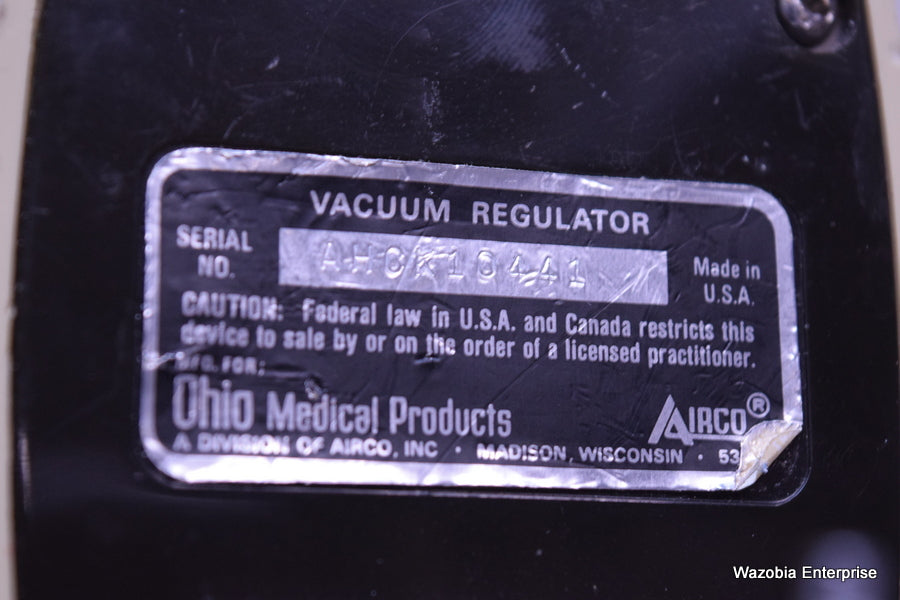 VACUUM REGULATOR
SERIAL NO.
Made in U.S.A.
CAUTION: Federal law in U.S.A. and Canada restricts this
device to sale by or on the order of a licensed practitioner.
MFG. FOR:
Ohio Medical Products
AIRCO®
A DIVISION OF AIRCO, INC · MADISON, WISCONSIN · 53
Wazobia Enterprise